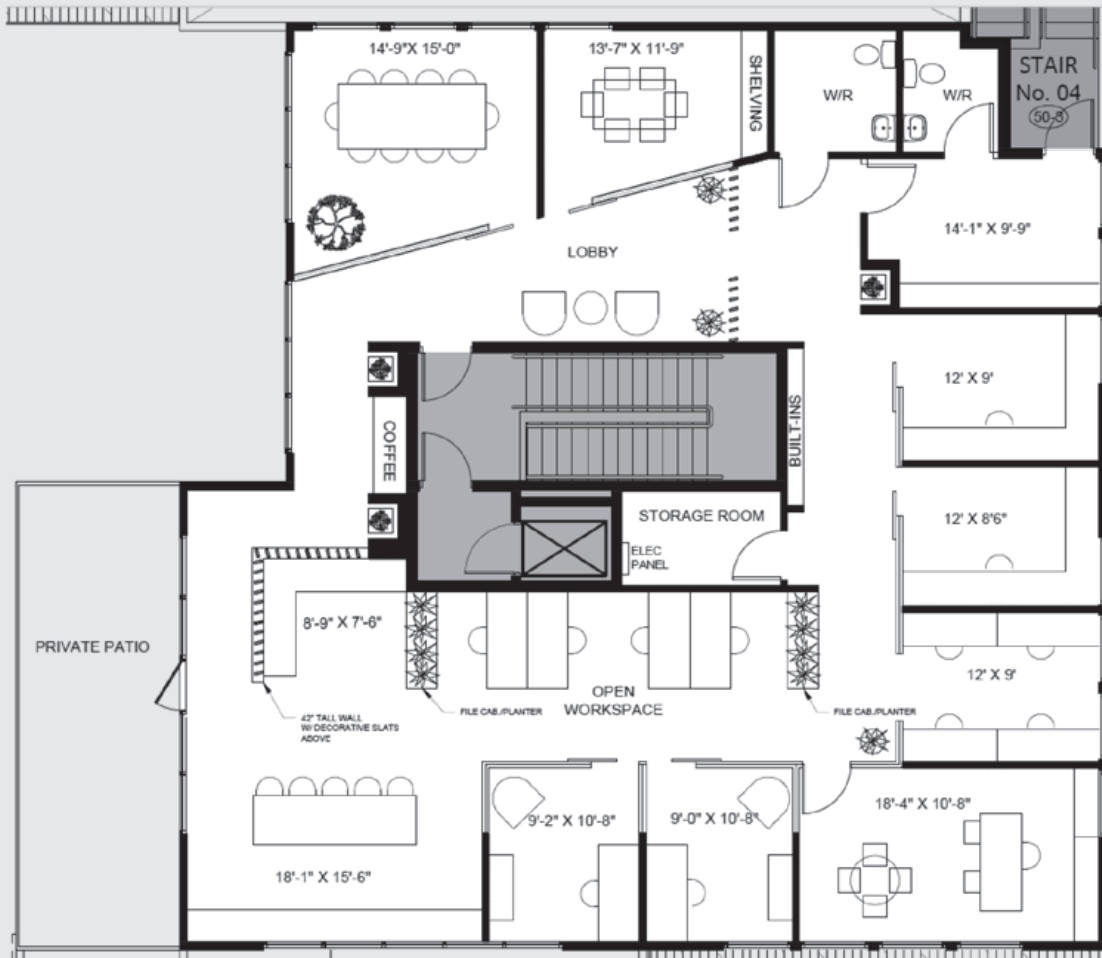 14'-9"X 15'-0"
13'-7" X 11'-9"
SHELVING
W/R
W/R
STAIR
No. 04
50-3
LOBBY
14'-1" X 9'-9"
12' X 9'
COFFEE
BUILT-INS
STORAGE ROOM
ELEC
PANEL
12' X 8'6"
PRIVATE PATIO
8'-9" X 7'-6"
12' X 9'
OPEN
WORKSPACE
FILE CAB./PLANTER
FILE CAB./PLANTER
42" TALL WALL
W/ DECORATIVE SLATS
ABOVE
9'-2" X 10'-8"
9'-0" X 10'-8"
18'-4" X 10'-8"
18'-1" X 15'-6"